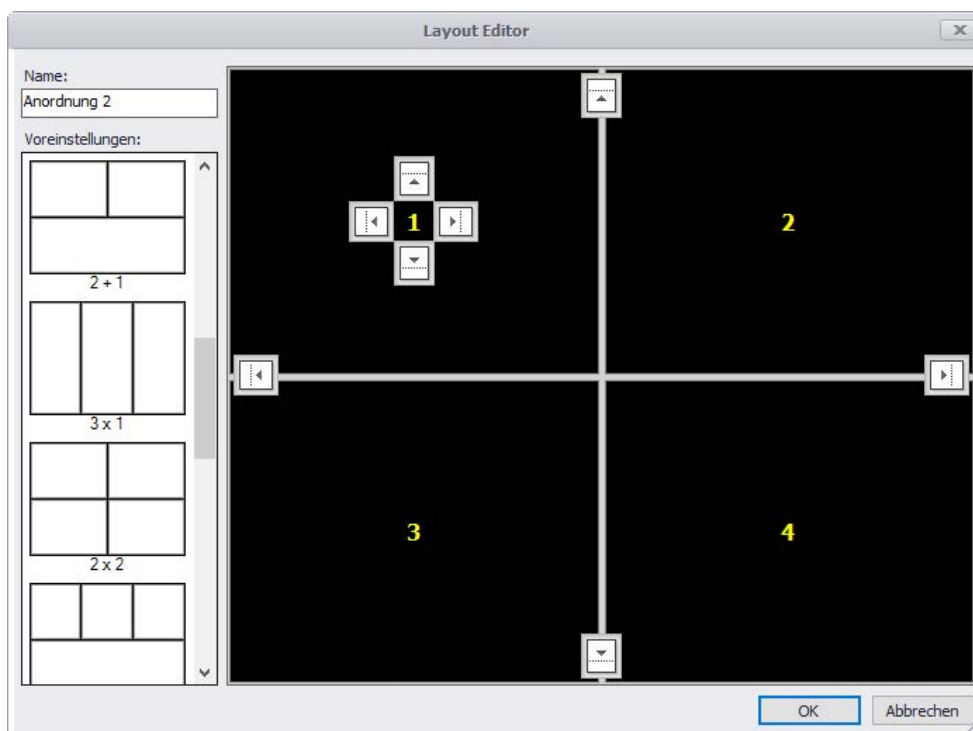 Layout Editor
Name:
Anordnung 2
Voreinstellungen:
2 + 1
3 x 1
2 x 2
1
2
3
4
OK
Abbrechen